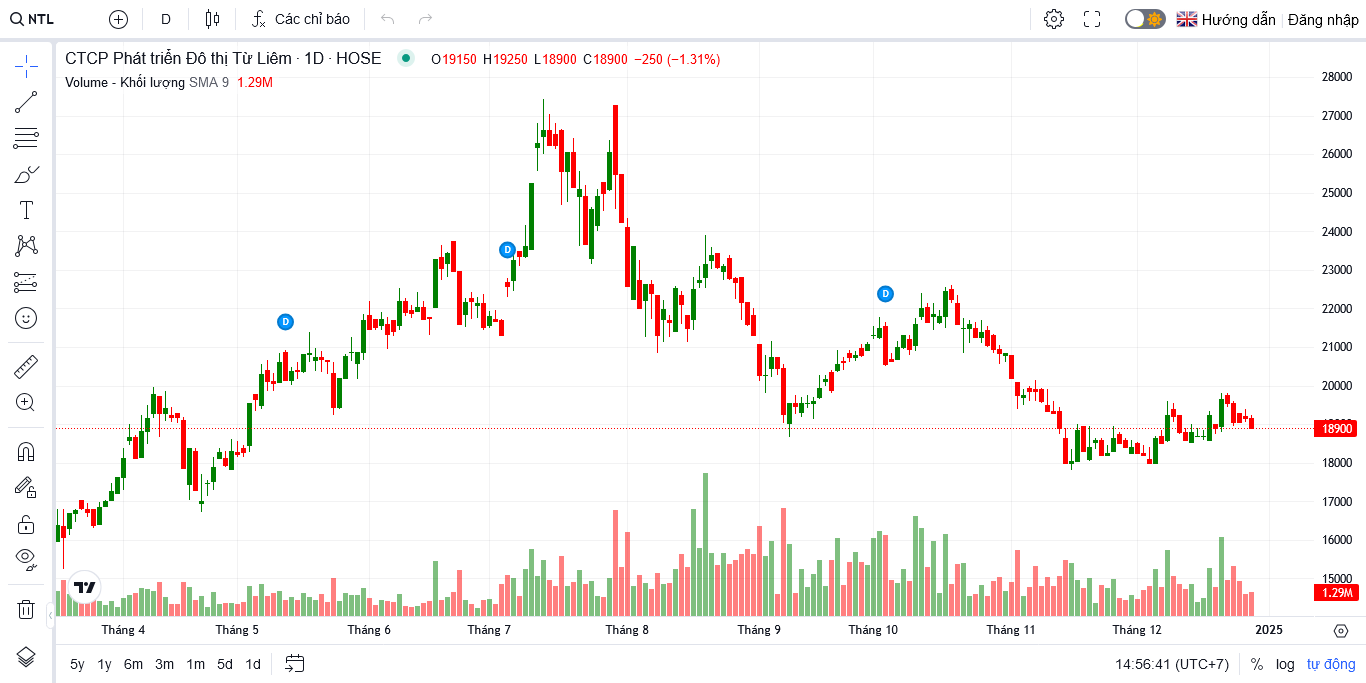 NTL D Các chỉ báo Hướng dẫn Đăng nhập
CTCP Phát triển Đô thị Từ Liêm · 1D · HOSE O19150 H19250 L18900 C18900 −250 (−1.31%)
Volume - Khối lượng SMA 9 1.29M
28000
27000
26000
25000
24000
23000
22000
21000
20000
18900
18000
17000
16000
15000
1.29M
D
D
D
Tháng 4 Tháng 5 Tháng 6 Tháng 7 Tháng 8 Tháng 9 Tháng 10 Tháng 11 Tháng 12 2025
5y 1y 6m 3m 1m 5d 1d 14:56:41 (UTC+7) % log tự động